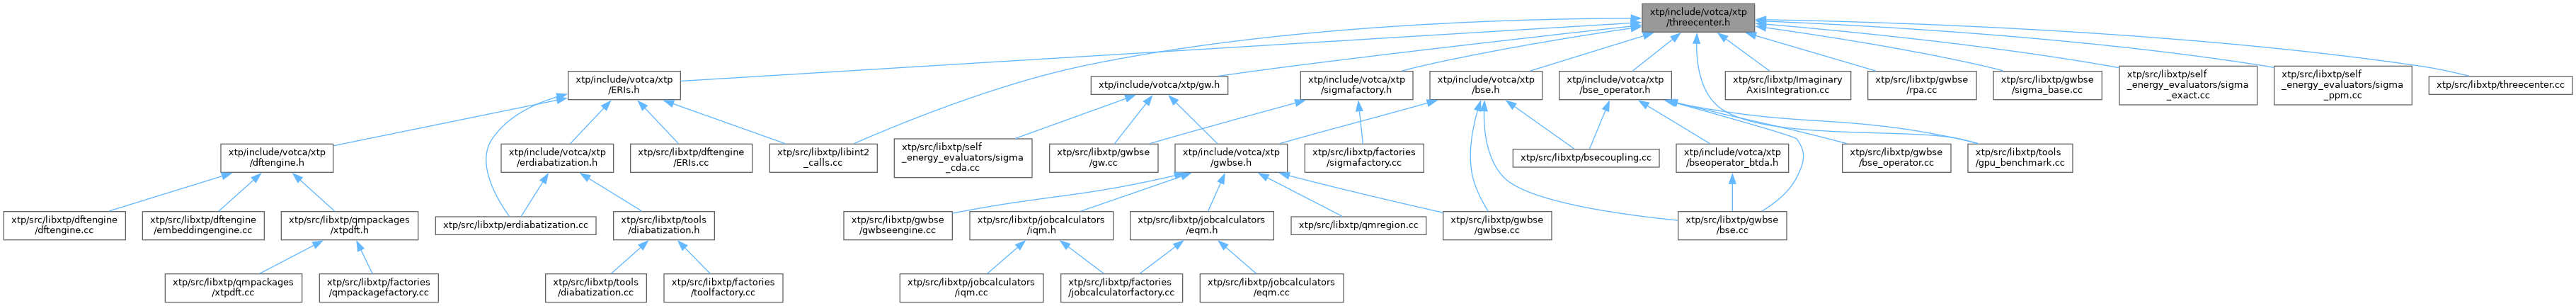 xtp/include/votca/xtp
/threecenter.h
xtp/include/votca/xtp
/ERIs.h
xtp/include/votca/xtp/gw.h
xtp/include/votca/xtp
/sigmafactory.h
xtp/include/votca/xtp
/bse.h
xtp/include/votca/xtp
/bse_operator.h
xtp/src/libxtp/Imaginary
AxisIntegration.cc
xtp/src/libxtp/gwbse
/rpa.cc
xtp/src/libxtp/gwbse
/sigma_base.cc
xtp/src/libxtp/self
_energy_evaluators/sigma
_exact.cc
xtp/src/libxtp/self
_energy_evaluators/sigma
_ppm.cc
xtp/src/libxtp/threecenter.cc
xtp/include/votca/xtp
/dftengine.h
xtp/include/votca/xtp
/erdiabatization.h
xtp/src/libxtp/dftengine
/ERIs.cc
xtp/src/libxtp/libint2
_calls.cc
xtp/src/libxtp/self
_energy_evaluators/sigma
_cda.cc
xtp/src/libxtp/gwbse
/gw.cc
xtp/include/votca/xtp
/gwbse.h
xtp/src/libxtp/factories
/sigmafactory.cc
xtp/src/libxtp/bsecoupling.cc
xtp/include/votca/xtp
/bseoperator_btda.h
xtp/src/libxtp/gwbse
/bse_operator.cc
xtp/src/libxtp/tools
/gpu_benchmark.cc
xtp/src/libxtp/dftengine
/dftengine.cc
xtp/src/libxtp/dftengine
/embeddingengine.cc
xtp/src/libxtp/qmpackages
/xtpdft.h
xtp/src/libxtp/erdiabatization.cc
xtp/src/libxtp/tools
/diabatization.h
xtp/src/libxtp/gwbse
/gwbseengine.cc
xtp/src/libxtp/jobcalculators
/iqm.h
xtp/src/libxtp/jobcalculators
/eqm.h
xtp/src/libxtp/qmregion.cc
xtp/src/libxtp/gwbse
/gwbse.cc
xtp/src/libxtp/gwbse
/bse.cc
xtp/src/libxtp/qmpackages
/xtpdft.cc
xtp/src/libxtp/factories
/qmpackagefactory.cc
xtp/src/libxtp/tools
/diabatization.cc
xtp/src/libxtp/factories
/toolfactory.cc
xtp/src/libxtp/jobcalculators
/iqm.cc
xtp/src/libxtp/factories
/jobcalculatorfactory.cc
xtp/src/libxtp/jobcalculators
/eqm.cc